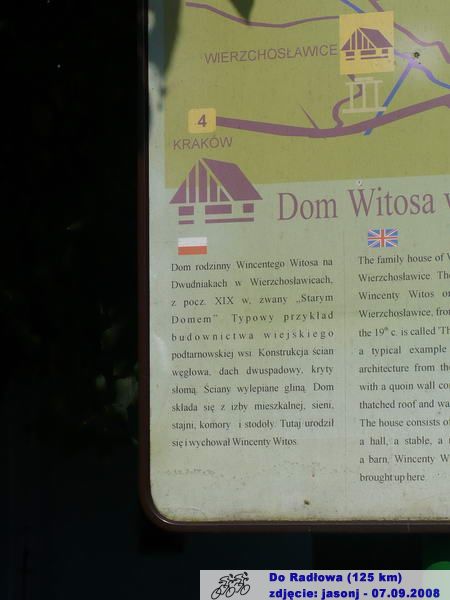 WIERZCHOSŁAWICE
4
KRAKÓW
Dom Witosa w
Dom rodzinny Wincentego Witosa na
Dwudniakach w Wierzchosławicach,
z pocz. XIX w, zwany „Starym
Domem". Typowy przykład
budownictwa wiejskiego
podtarnowskiej wsi. Konstrukcja ścian
węgłowa, dach dwuspadowy, kryty
słomą. Ściany wylepiane gliną. Dom
składa się z izby mieszkalnej, sieni,
stajni, komory i stodoły. Tutaj urodził
się i wychował Wincenty Witos.
The family house of
Wierzchosławice. The
Wincenty Witos
Wierzchosławice, fro
the 19th c. is called 'T
a typical example
architecture from the
with a quoin wall co
thatched roof and wa
The house consists of
a hall, a stable, a
a barn. Wincenty W
brought up here.
Do Radłowa (125 km)
zdjęcie: jasonj - 07.09.2008